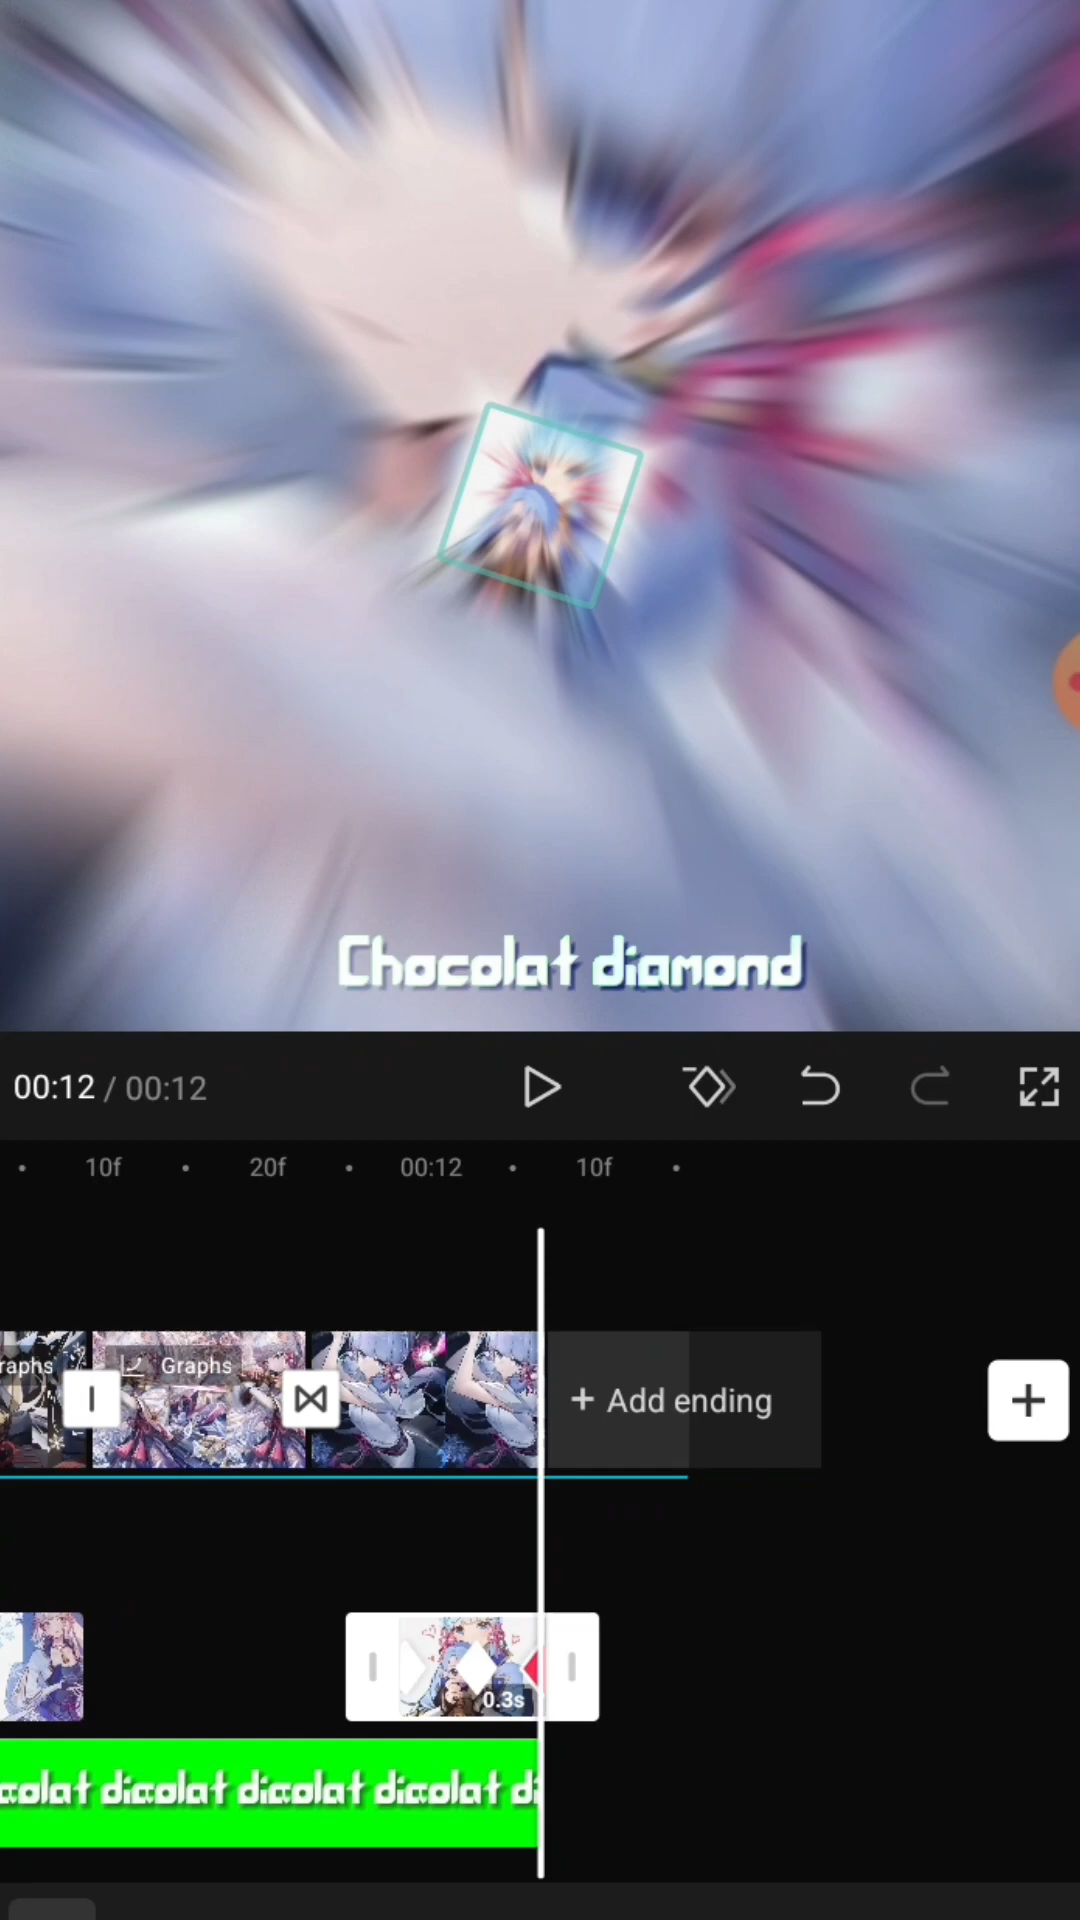 Chocolat diamond
00:12 / 00:12
10f 20f 00:12 10f
raphs Graphs
+ Add ending
0.3s
colat dicolat dicolat dicolat di